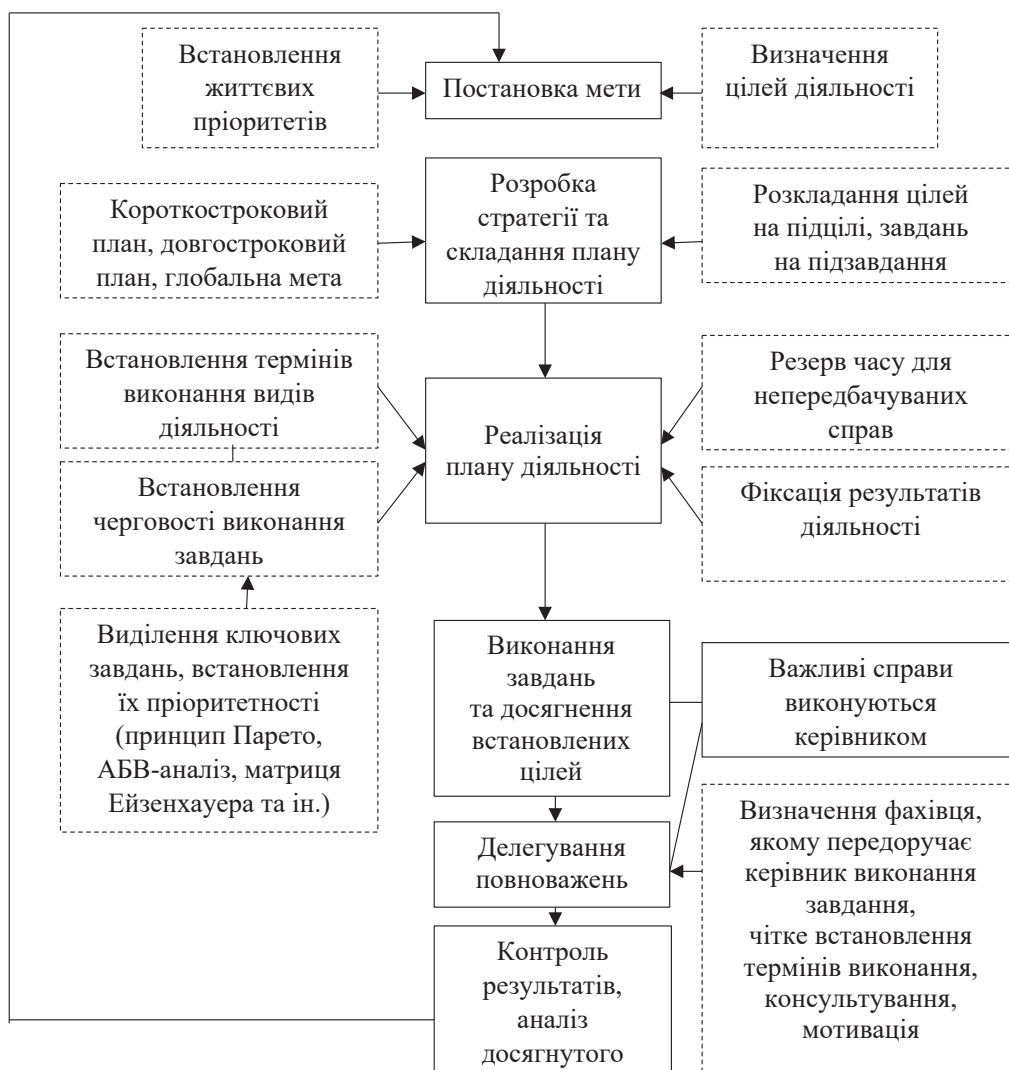 Встановлення
життєвих
пріоритетів
Постановка мети
Визначення
цілей діяльності
Короткостроковий
план, довгостроковий
план, глобальна мета
Розробка
стратегії та
складання плану
діяльності
Розкладання цілей
на підцілі, завдань
на підзавдання
Встановлення термінів
виконання видів
діяльності
Встановлення
черговості виконання
завдань
Реалізація
плану діяльності
Резерв часу для
непередбачуваних
справ
Фіксація результатів
діяльності
Виділення ключових
завдань, встановлення
їх пріоритетності
(принцип Парето,
АБВ-аналіз, матриця
Ейзенхауера та ін.)
Виконання
завдань
та досягнення
встановлених
цілей
Важливі справи
виконуються
керівником
Делегування
повноважень
Визначення фахівця,
якому передоручає
керівник виконання
завдання,
чітке встановлення
термінів виконання,
консультування,
мотивація
Контроль
результатів,
аналіз
досягнутого